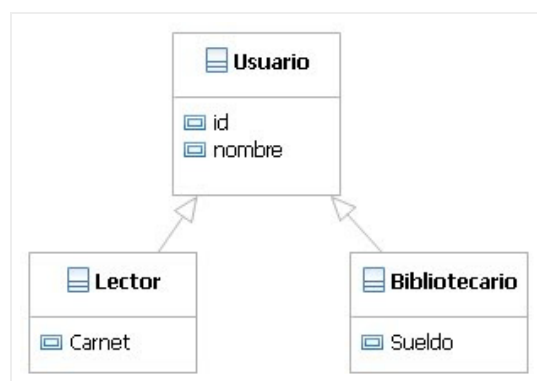 Usuario
id
nombre
Lector
Carnet
Bibliotecario
Sueldo